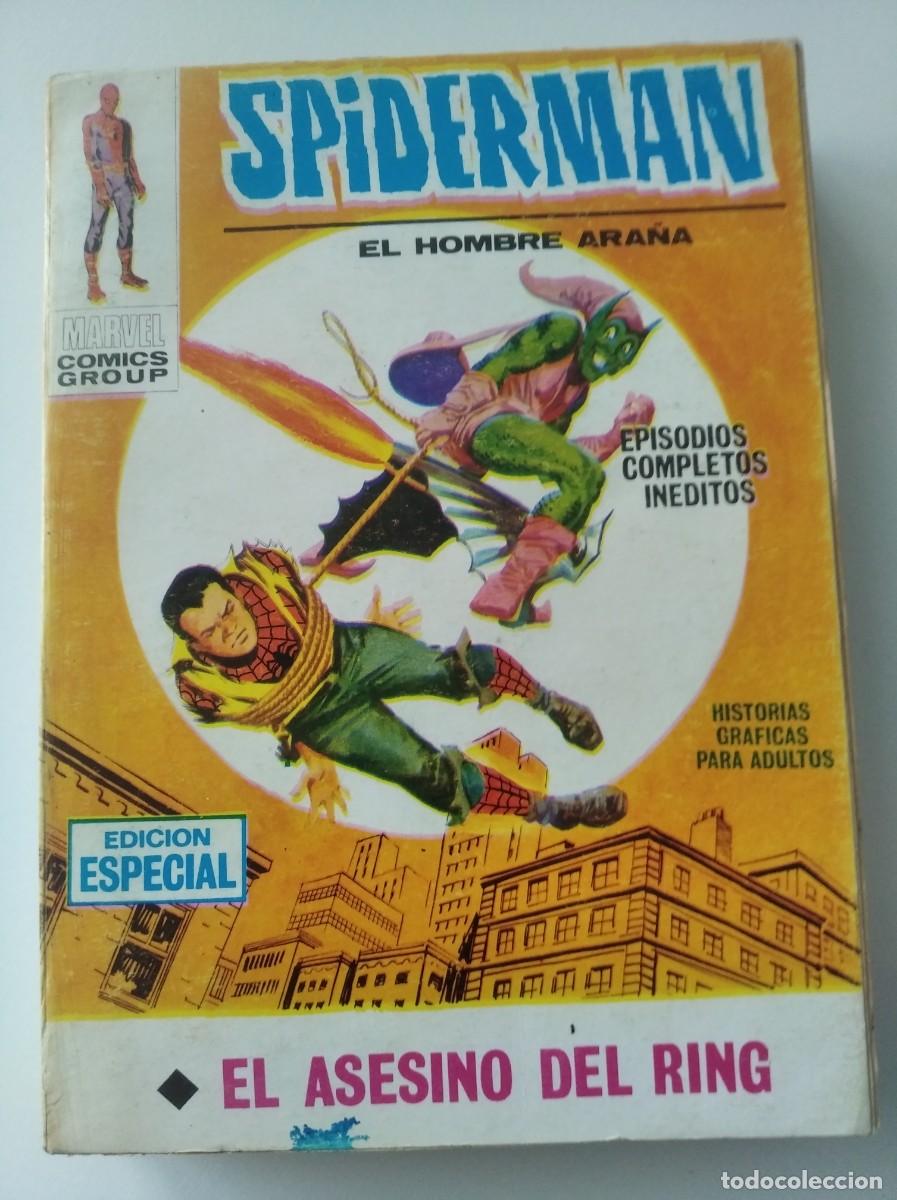 SPiDERMAN
EL HOMBRE ARAÑA
MARVEL
COMICS
GROUP
EPISODIOS
COMPLETOS
INEDITOS
HISTORIAS
GRAFICAS
PARA ADULTOS
EDICION
ESPECIAL
EL ASESINO DEL RING
todocoleccion